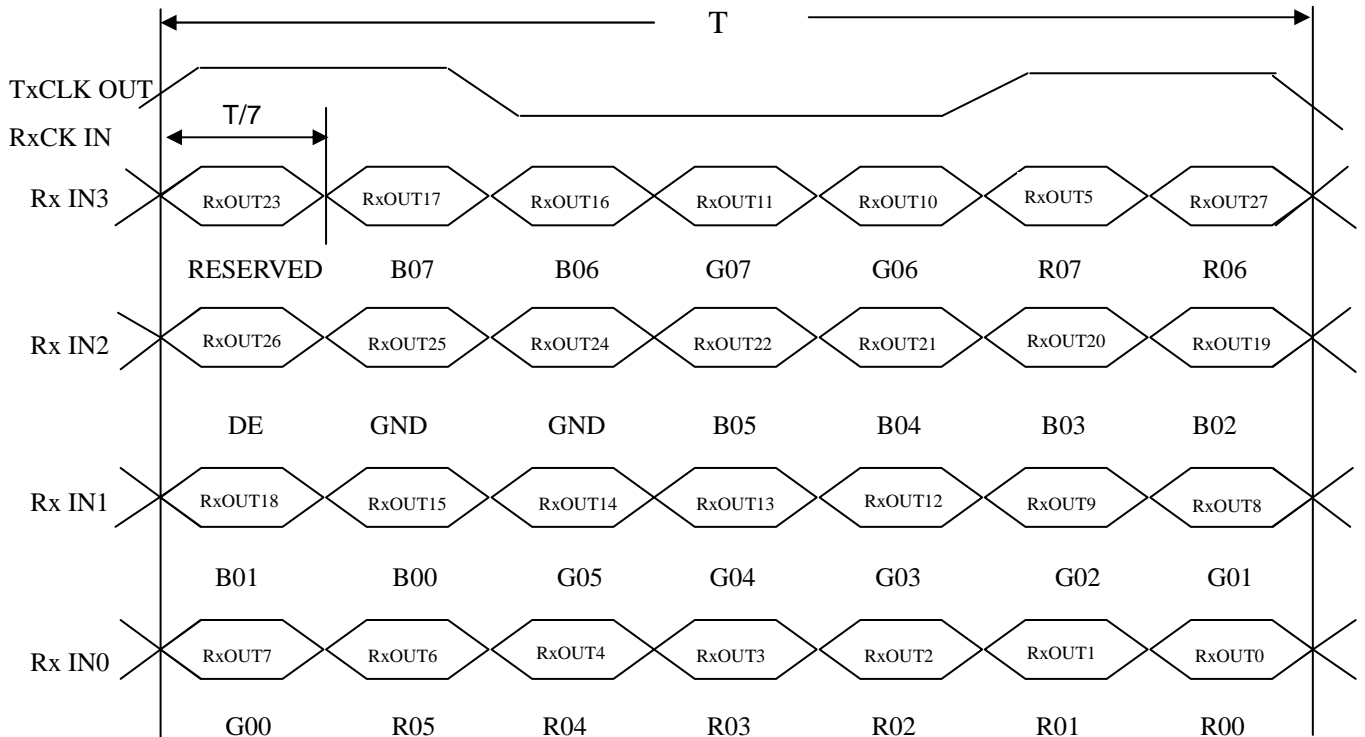 T
TxCLK OUT
T/7
RxCK IN
Rx IN3 RxOUT23 RxOUT17 RxOUT16 RxOUT11 RxOUT10 RxOUT5 RxOUT27
RESERVED B07 B06 G07 G06 R07 R06
Rx IN2 RxOUT26 RxOUT25 RxOUT24 RxOUT22 RxOUT21 RxOUT20 RxOUT19
DE GND GND B05 B04 B03 B02
Rx IN1 RxOUT18 RxOUT15 RxOUT14 RxOUT13 RxOUT12 RxOUT9 RxOUT8
B01 B00 G05 G04 G03 G02 G01
Rx IN0 RxOUT7 RxOUT6 RxOUT4 RxOUT3 RxOUT2 RxOUT1 RxOUT0
G00 R05 R04 R03 R02 R01 R00